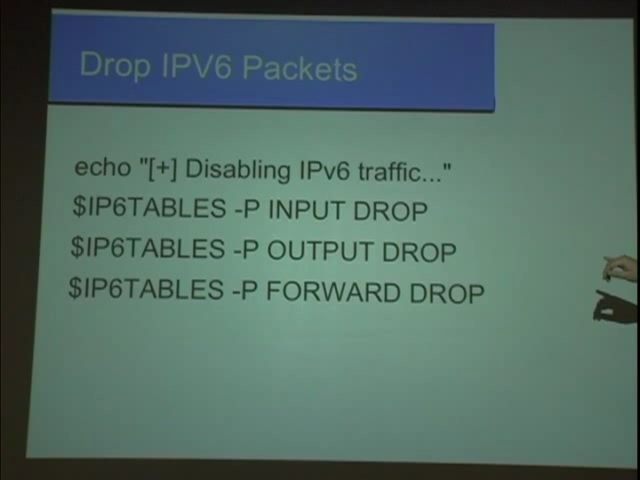 Drop IPV6 Packets
echo "[+] Disabling IPv6 traffic..."
$IP6TABLES -P INPUT DROP
$IP6TABLES -P OUTPUT DROP
$IP6TABLES -P FORWARD DROP